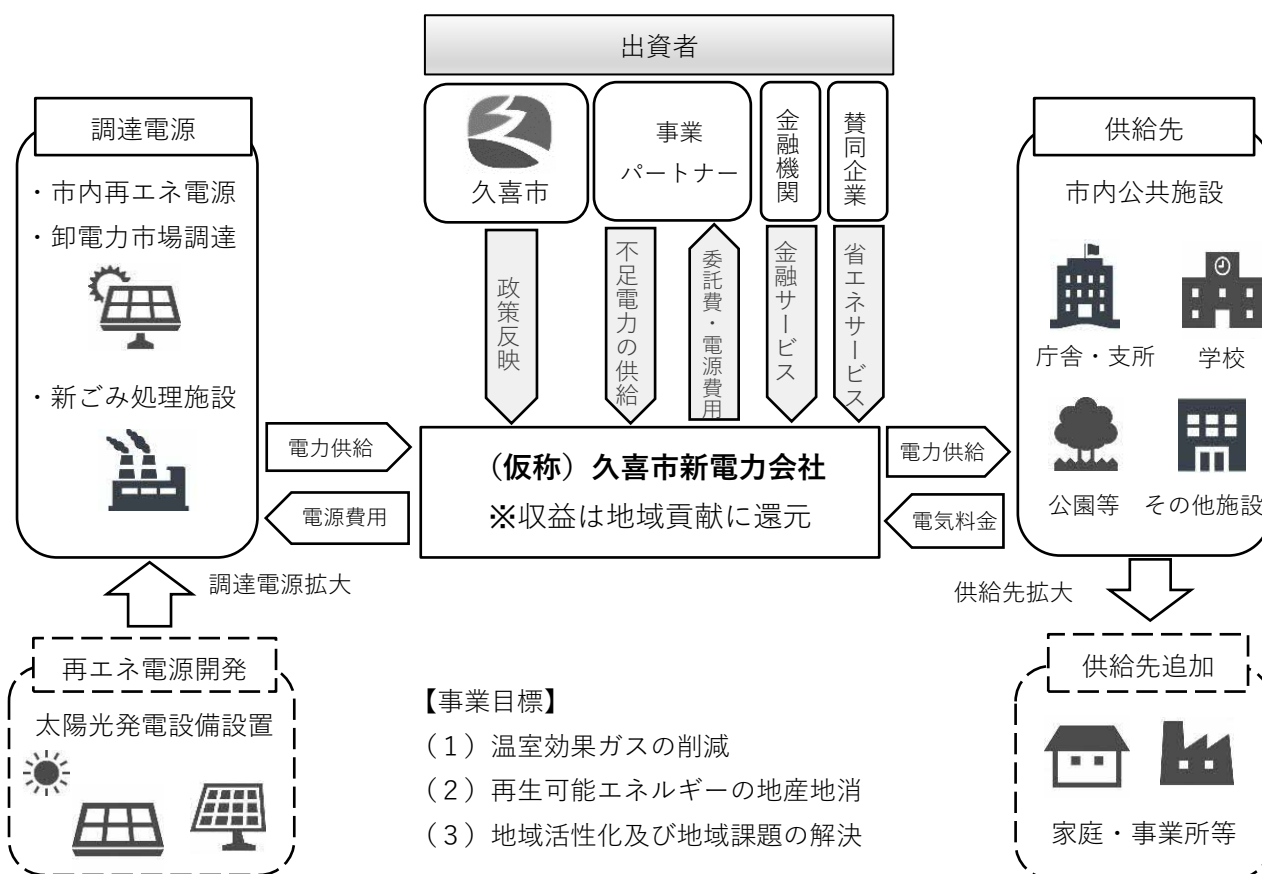 出資者
久喜市
事業
パートナー
金融機関
賛同企業
政策反映
不足電力の供給
委託費・電源費用
金融サービス
省エネサービス
調達電源
・市内再エネ電源
・卸電力市場調達
・新ごみ処理施設
電力供給
電源費用
（仮称）久喜市新電力会社
※収益は地域貢献に還元
電力供給
電気料金
供給先
市内公共施設
庁舎・支所
学校
公園等
その他施設
調達電源拡大
再エネ電源開発
太陽光発電設備設置
供給先拡大
供給先追加
家庭・事業所等
【事業目標】
（1）温室効果ガスの削減
（2）再生可能エネルギーの地産地消
（3）地域活性化及び地域課題の解決